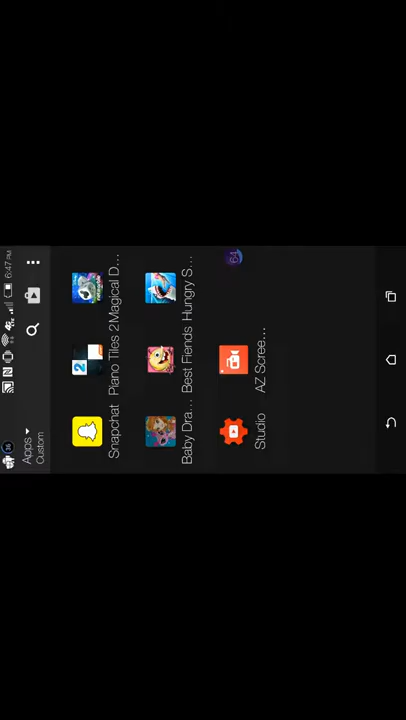 6:47 PM
Apps
Custom
Snapchat
Piano Tiles 2
Magical D...
Baby Dra...
Best Fiends
Hungry S...
Studio
AZ Scree...